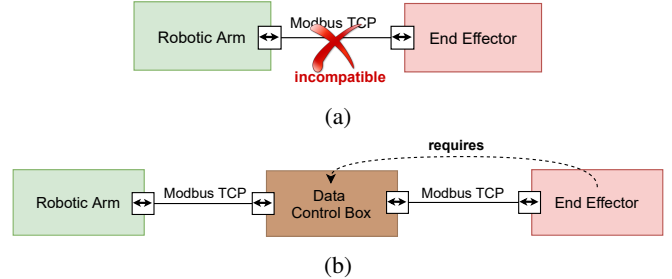 Modbus TCP
Robotic Arm
End Effector
incompatible
(a)
requires
Robotic Arm
Modbus TCP
Data
Control Box
Modbus TCP
End Effector
(b)